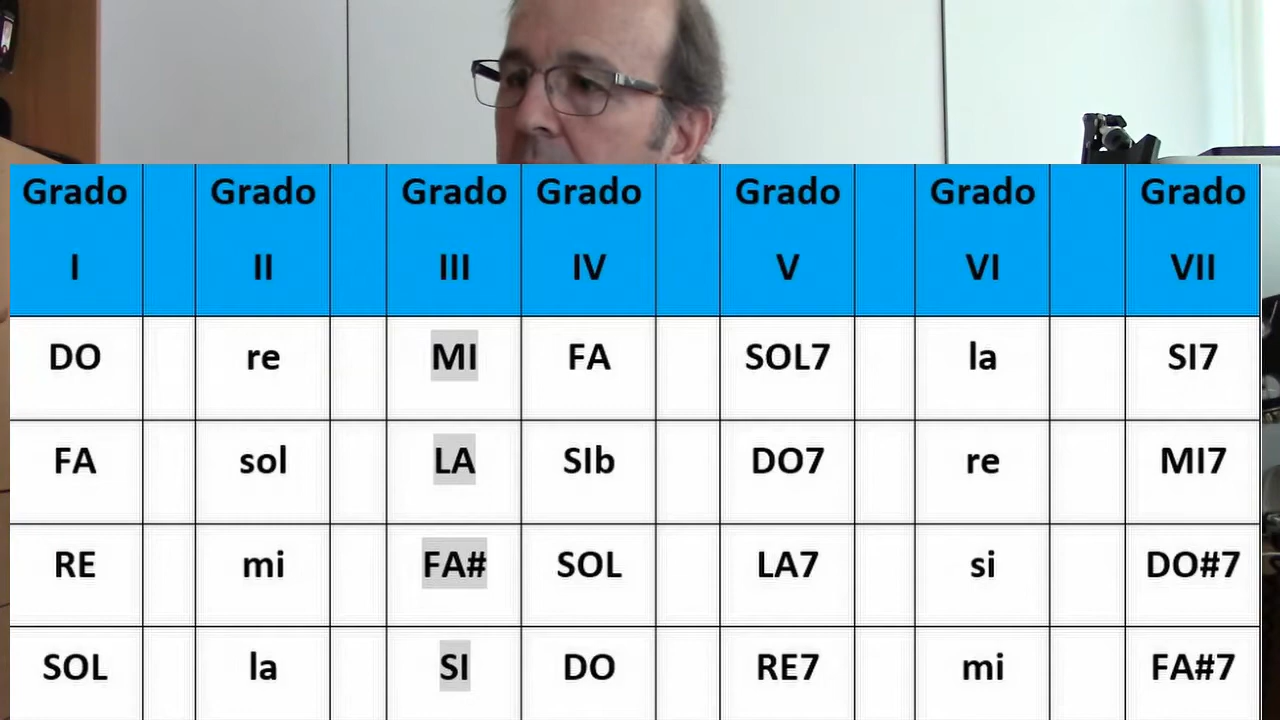 Grado Grado Grado Grado Grado Grado Grado
I II III IV V VI VII
DO re MI FA SOL7 la SI7
FA sol LA SIb DO7 re MI7
RE mi FA# SOL LA7 si DO#7
SOL la SI DO RE7 mi FA#7